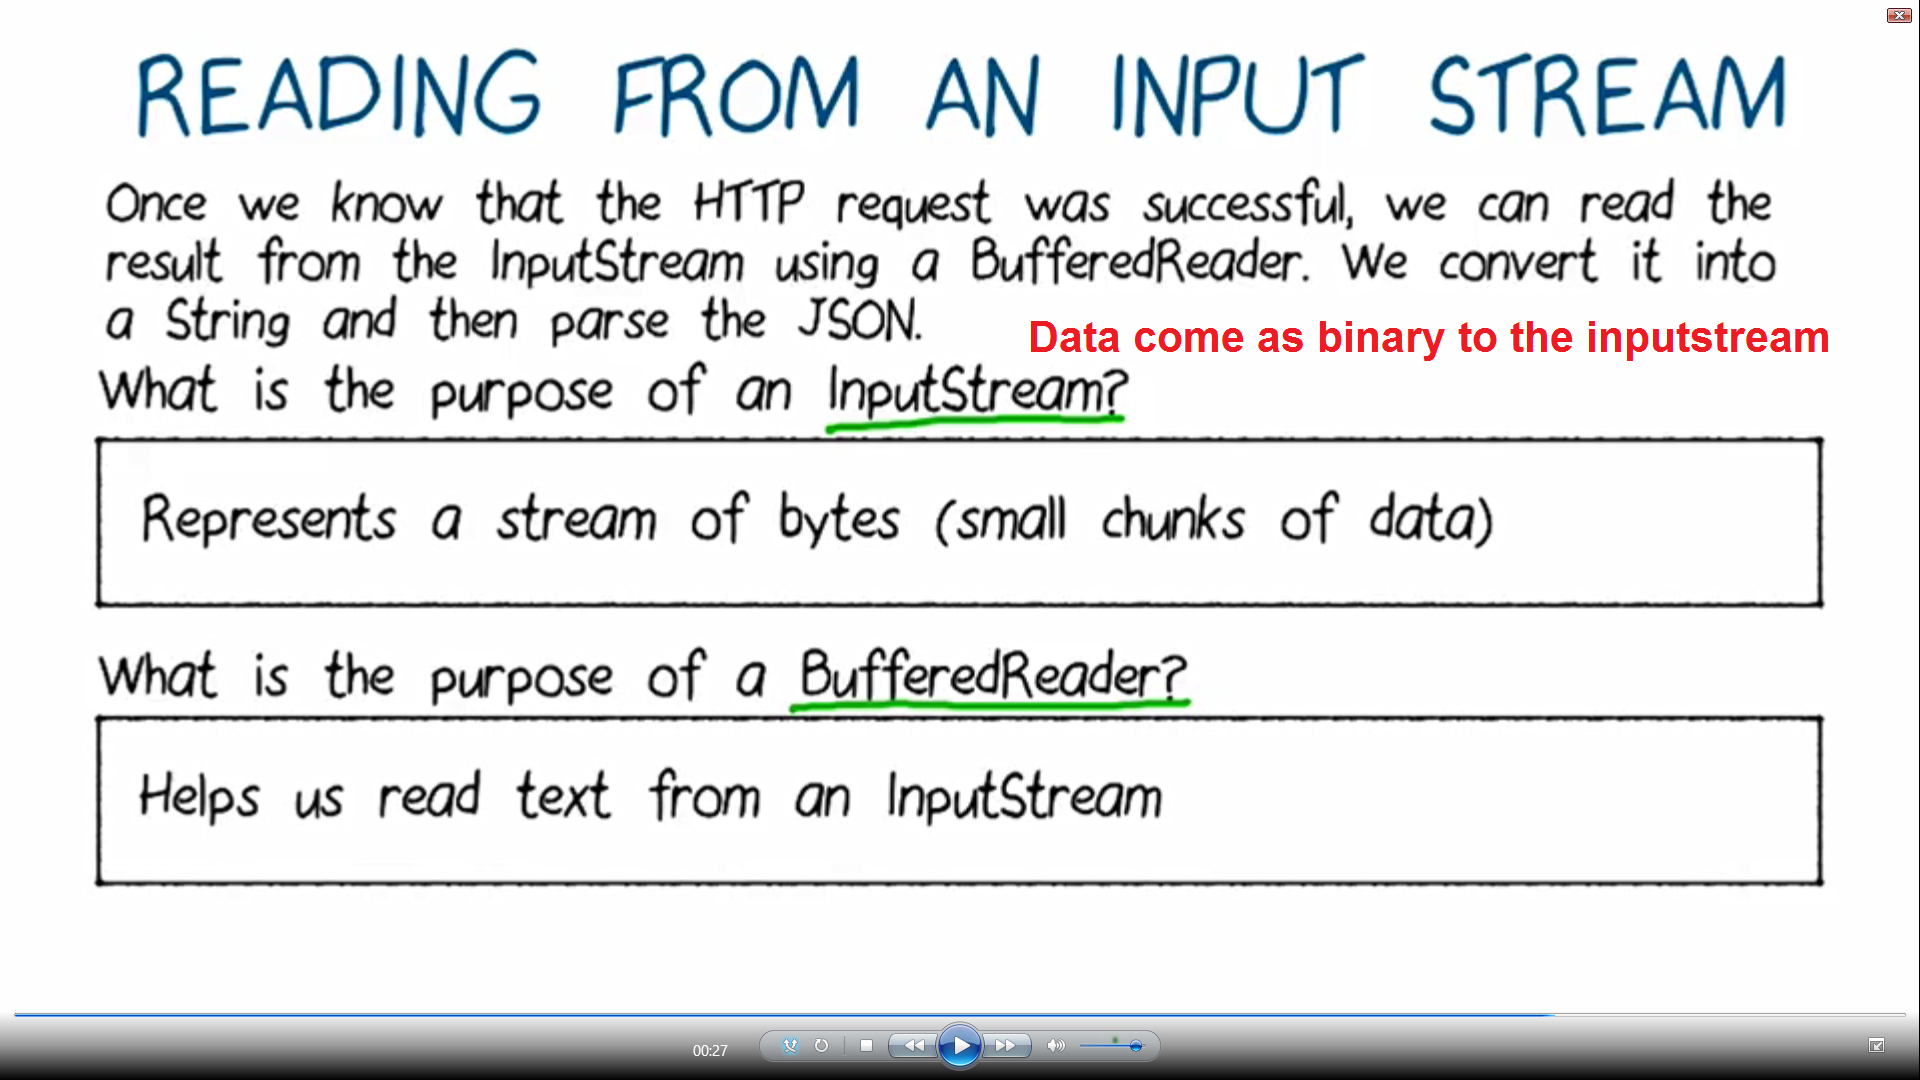 READING FROM AN INPUT STREAM
Once we know that the HTTP request was successful, we can read the
result from the InputStream using a BufferedReader. We convert it into
a String and then parse the JSON.
Data come as binary to the inputstream
What is the purpose of an InputStream?
Represents a stream of bytes (small chunks of data)
What is the purpose of a BufferedReader?
Helps us read text from an InputStream
00:27